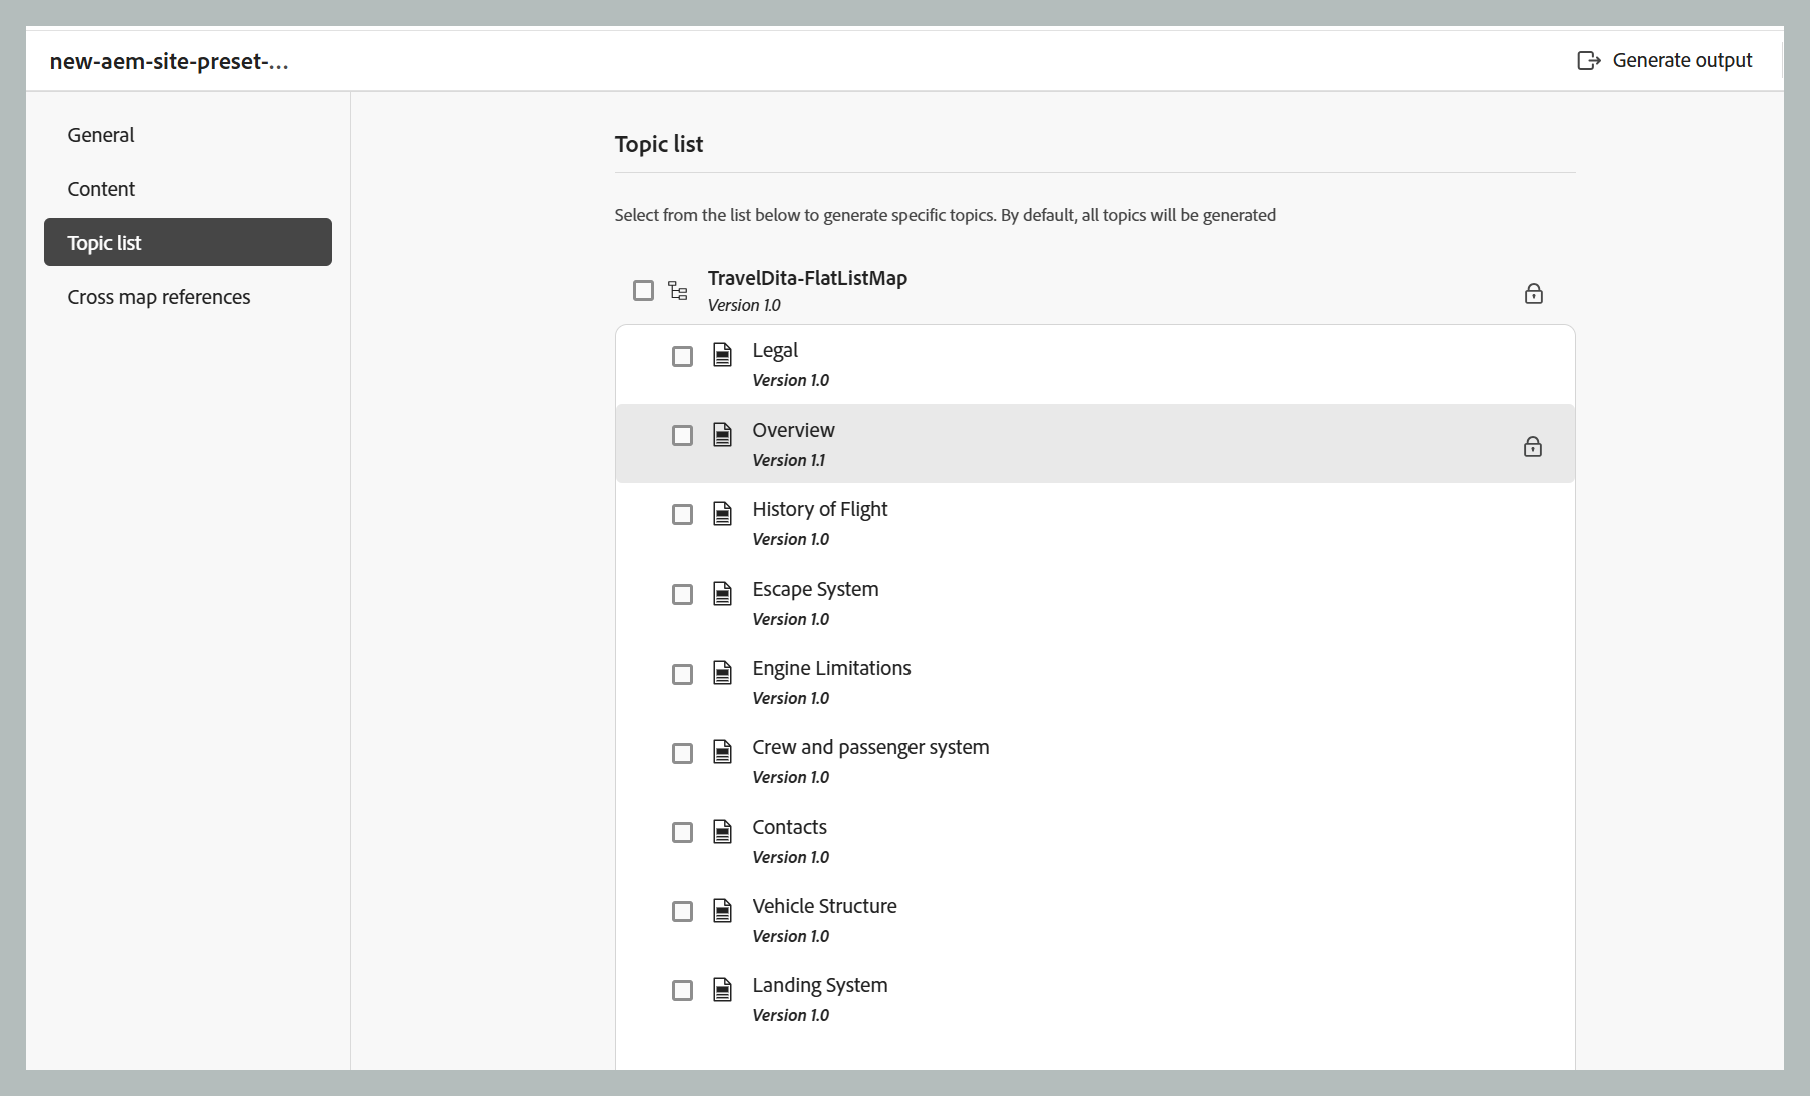 new-aem-site-preset-...
Generate output
General
Content
Topic list
Cross map references
Topic list
Select from the list below to generate specific topics. By default, all topics will be generated
TravelDita-FlatListMap
Version 1.0
Legal
Version 1.0
Overview
Version 1.1
History of Flight
Version 1.0
Escape System
Version 1.0
Engine Limitations
Version 1.0
Crew and passenger system
Version 1.0
Contacts
Version 1.0
Vehicle Structure
Version 1.0
Landing System
Version 1.0